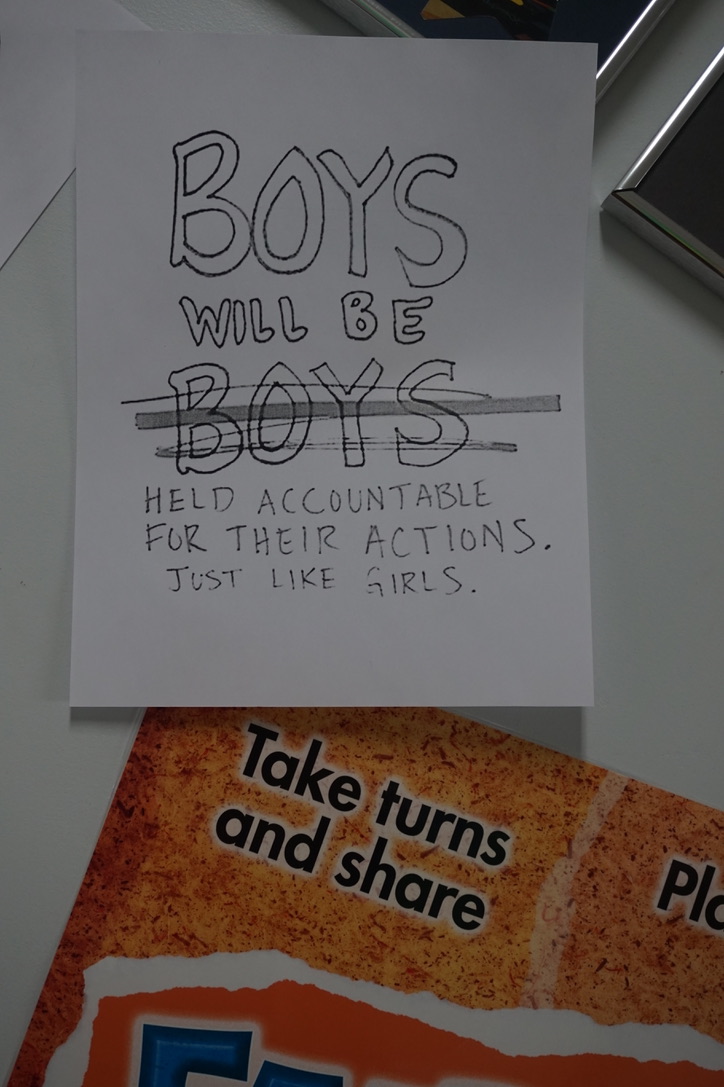 BOYS
WILL BE
BOYS
HELD ACCOUNTABLE
FOR THEIR ACTIONS.
JUST LIKE GIRLS.
Take turns
and share